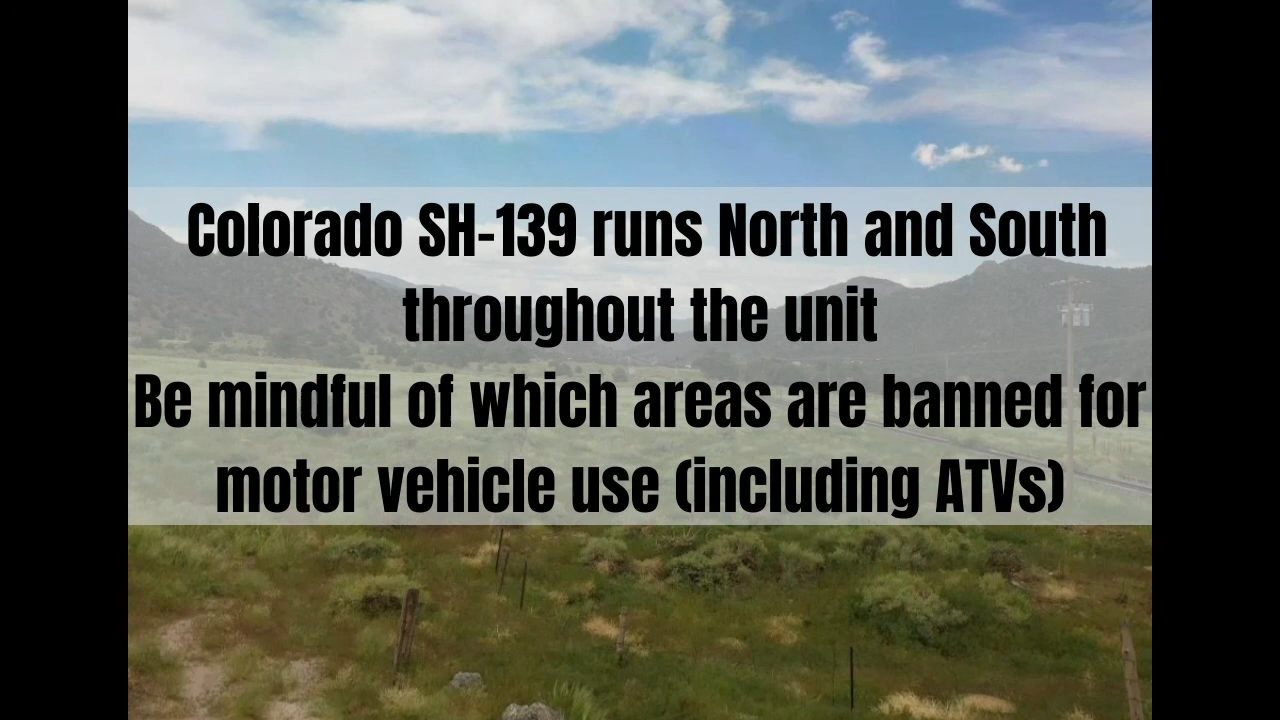 Colorado SH-139 runs North and South
throughout the unit
Be mindful of which areas are banned for
motor vehicle use (including ATVs)